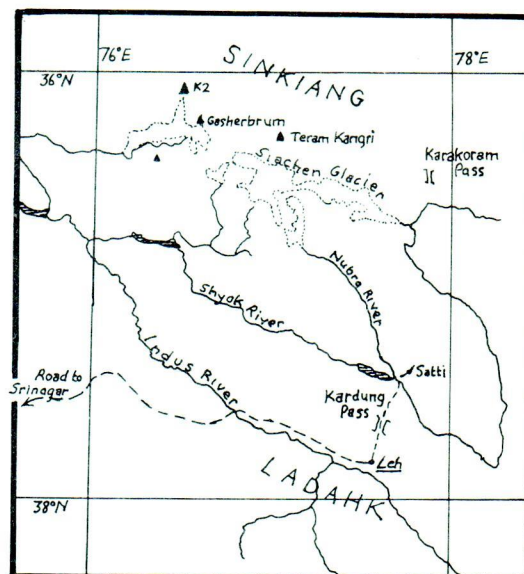 76°E
78°E
36°N
SINKIANG
K2
Gasherbrum
Teram Kangri
Siachen Glacier
Karakoram
Pass
Nubra River
Shyok River
Indus River
Satti
Road to
Srinagar
Kardung
Pass
Leh
LADAHK
38°N